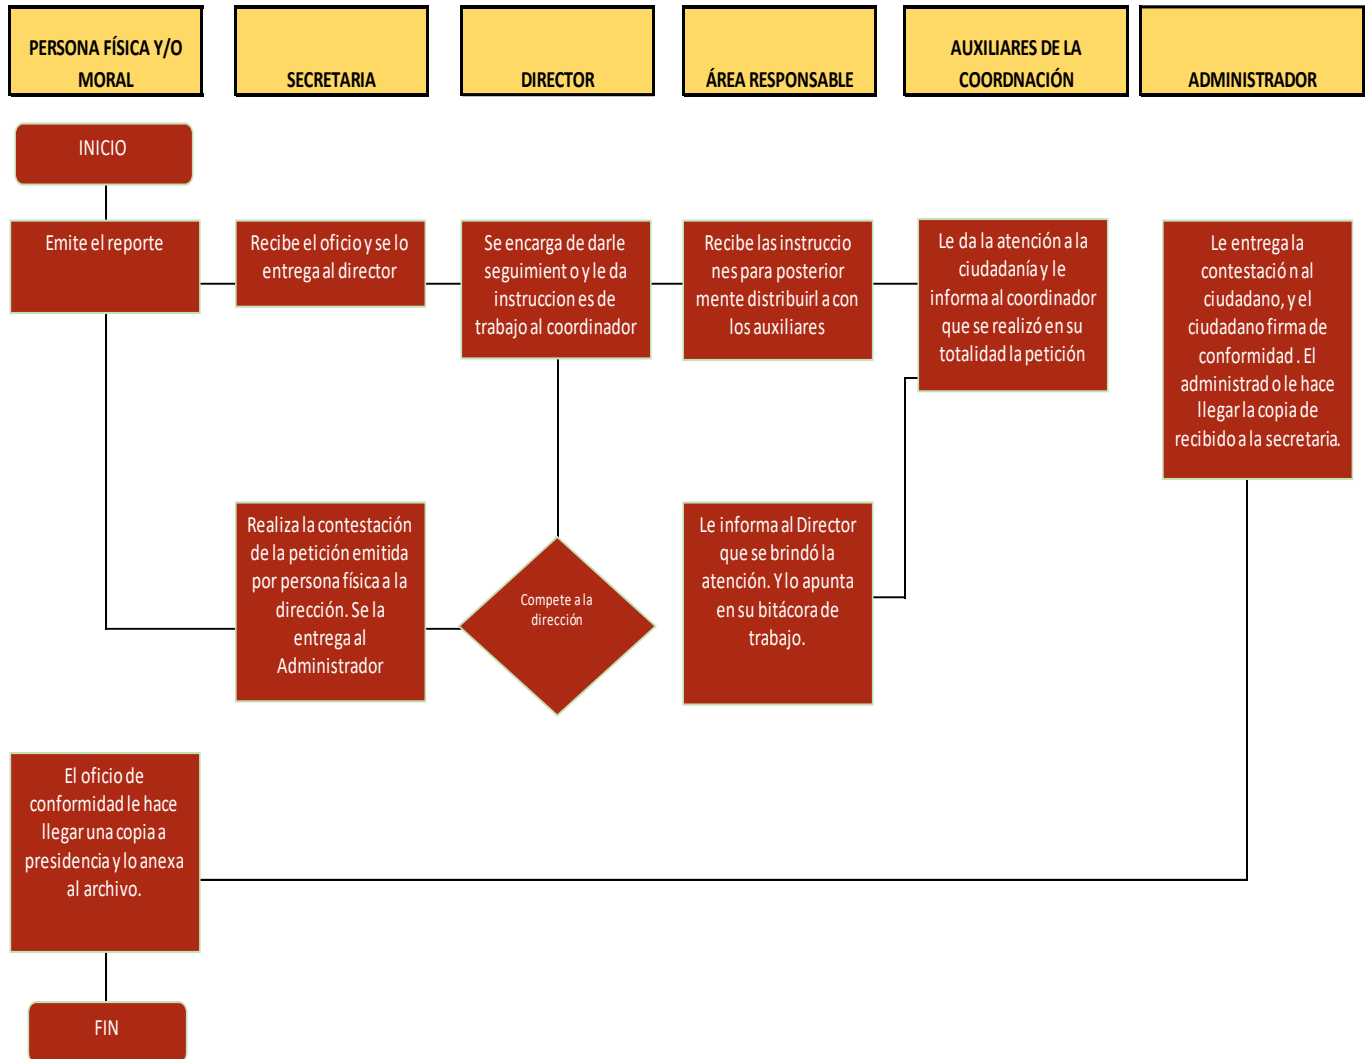 PERSONA FÍSICA Y/O
MORAL
SECRETARIA
DIRECTOR
ÁREA RESPONSABLE
AUXILIARES DE LA
COORDNACIÓN
ADMINISTRADOR
INICIO
Emite el reporte
Recibe el oficio y se lo
entrega al director
Se encarga de darle
seguimient o y le da
instruccion es de
trabajo al coordinador
Recibe las instruccio
nes para posterior
mente distribuirl a con
los auxiliares
Le da la atención a la
ciudadanía y le
informa al coordinador
que se realizó en su
totalidad la petición
Le entrega la
contestació n al
ciudadano, y el
ciudadano firma de
conformidad . El
administrad o le hace
llegar la copia de
recibido a la secretaria.
Realiza la contestación
de la petición emitida
por persona física a la
dirección. Se la
entrega al
Administrador
Compete a la
dirección
Le informa al Director
que se brindó la
atención. Y lo apunta
en su bitácora de
trabajo.
El oficio de
conformidad le hace
llegar una copia a
presidencia y lo anexa
al archivo.
FIN